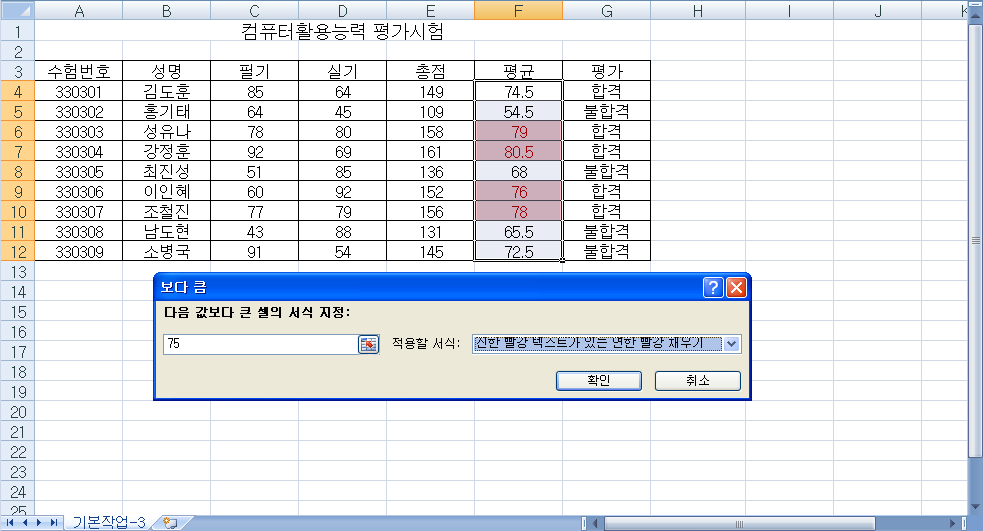 A B C D E F G H I J K
1 컴퓨터활용능력 평가시험
2
3 수험번호 성명 필기 실기 총점 평균 평가
4 330301 김도훈 85 64 149 74.5 합격
5 330302 홍기태 64 45 109 54.5 불합격
6 330303 성유나 78 80 158 79 합격
7 330304 강정훈 92 69 161 80.5 합격
8 330305 최진성 51 85 136 68 불합격
9 330306 이인혜 60 92 152 76 합격
10 330307 조철진 77 79 156 78 합격
11 330308 남도현 43 88 131 65.5 불합격
12 330309 소병국 91 54 145 72.5 불합격
13
14 보다 큼
15 다음 값보다 큰 셀의 서식 지정:
16
17 75 적용할 서식: 진한 빨강 텍스트가 있는 연한 빨강 채우기
18
19 확인 취소
20
21
22
23
24
25
기본작업-3